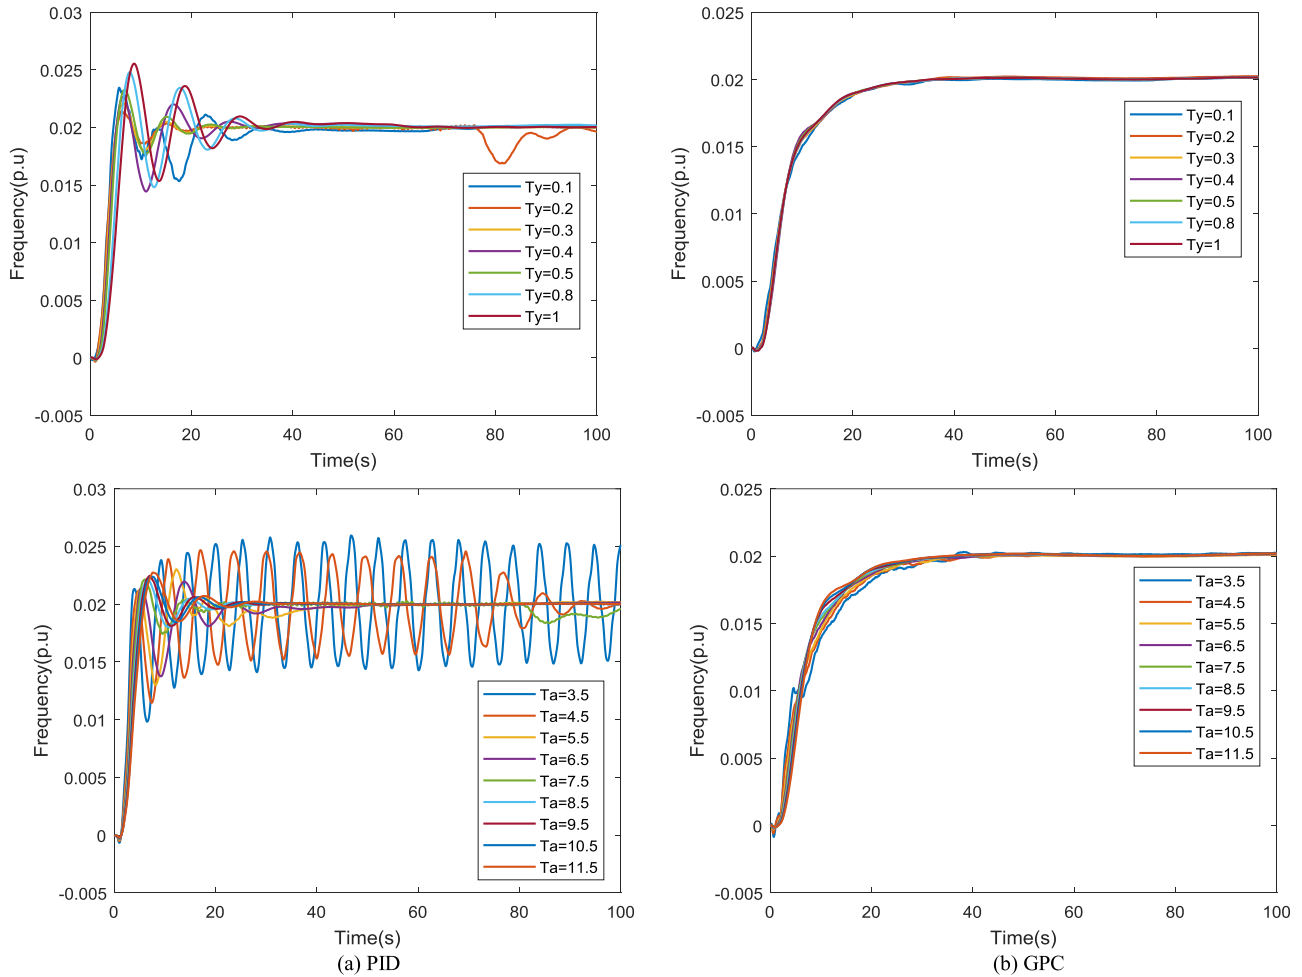 0.03
0.025
0.02
0.015
0.01
0.005
0
-0.005
Frequency(p.u)
0 20 40 60 80 100
Time(s)
Ty=0.1
Ty=0.2
Ty=0.3
Ty=0.4
Ty=0.5
Ty=0.8
Ty=1
0.025
0.02
0.015
0.01
0.005
0
-0.005
Frequency(p.u)
0 20 40 60 80 100
Time(s)
Ty=0.1
Ty=0.2
Ty=0.3
Ty=0.4
Ty=0.5
Ty=0.8
Ty=1
0.03
0.025
0.02
0.015
0.01
0.005
0
-0.005
Frequency(p.u)
0 20 40 60 80 100
Time(s)
Ta=3.5
Ta=4.5
Ta=5.5
Ta=6.5
Ta=7.5
Ta=8.5
Ta=9.5
Ta=10.5
Ta=11.5
(a) PID
0.025
0.02
0.015
0.01
0.005
0
-0.005
Frequency(p.u)
0 20 40 60 80 100
Time(s)
Ta=3.5
Ta=4.5
Ta=5.5
Ta=6.5
Ta=7.5
Ta=8.5
Ta=9.5
Ta=10.5
Ta=11.5
(b) GPC